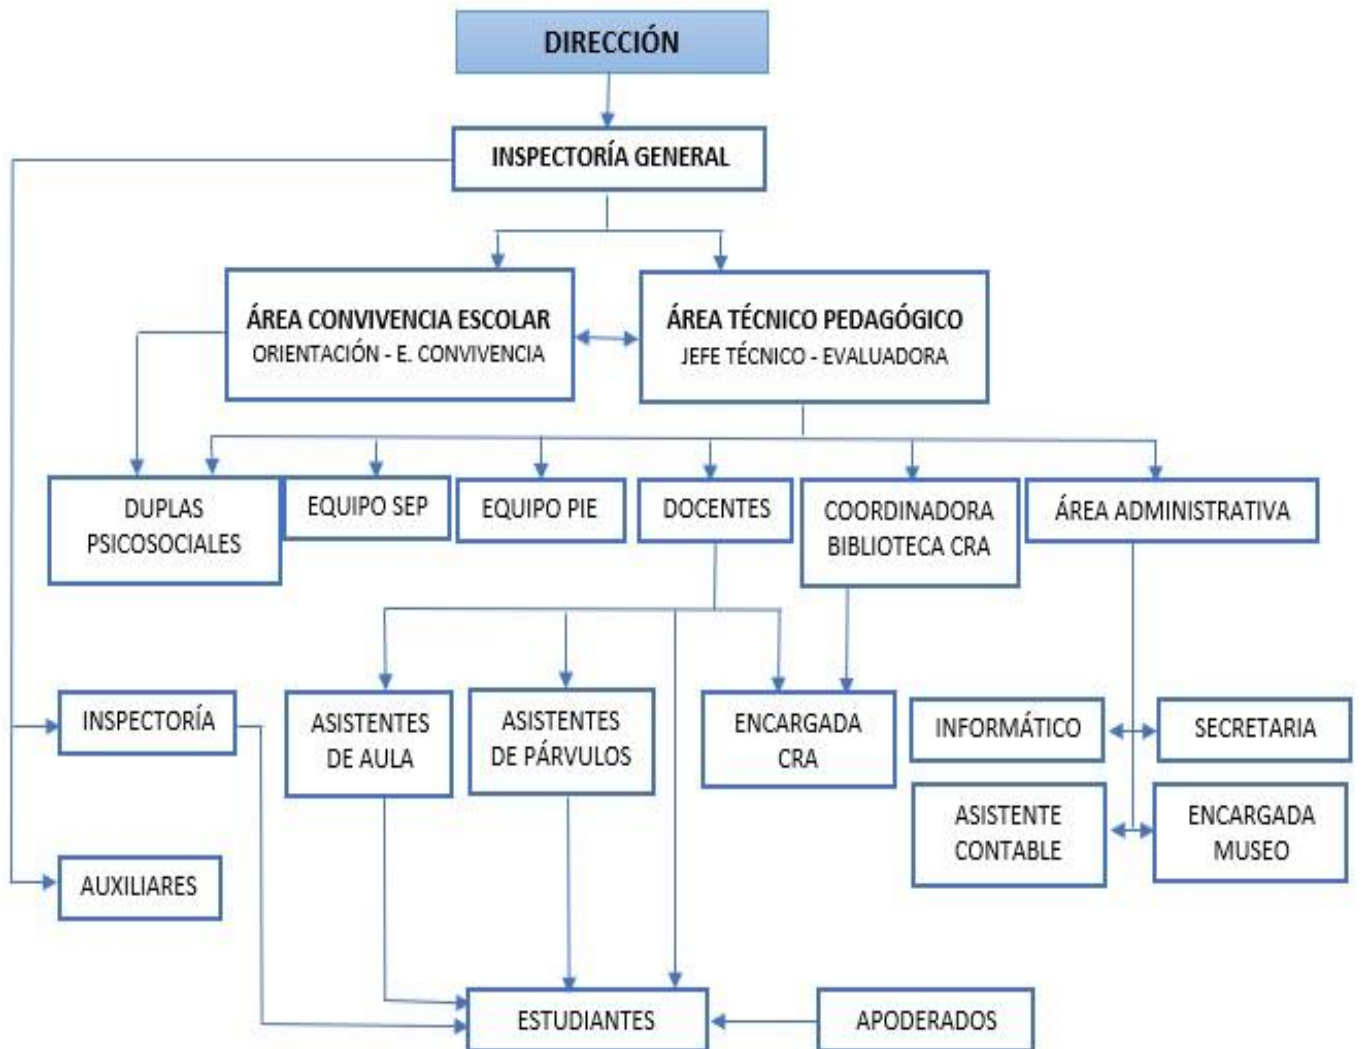 DIRECCIÓN
INSPECTORÍA GENERAL
ÁREA CONVIVENCIA ESCOLAR
ORIENTACIÓN - E. CONVIVENCIA
ÁREA TÉCNICO PEDAGÓGICO
JEFE TÉCNICO - EVALUADORA
DUPLAS
PSICOSOCIALES
EQUIPO SEP
EQUIPO PIE
DOCENTES
COORDINADORA
BIBLIOTECA CRA
ÁREA ADMINISTRATIVA
INSPECTORÍA
ASISTENTES
DE AULA
ASISTENTES
DE PÁRVULOS
ENCARGADA
CRA
INFORMÁTICO
SECRETARIA
ASISTENTE
CONTABLE
ENCARGADA
MUSEO
AUXILIARES
ESTUDIANTES
APODERADOS